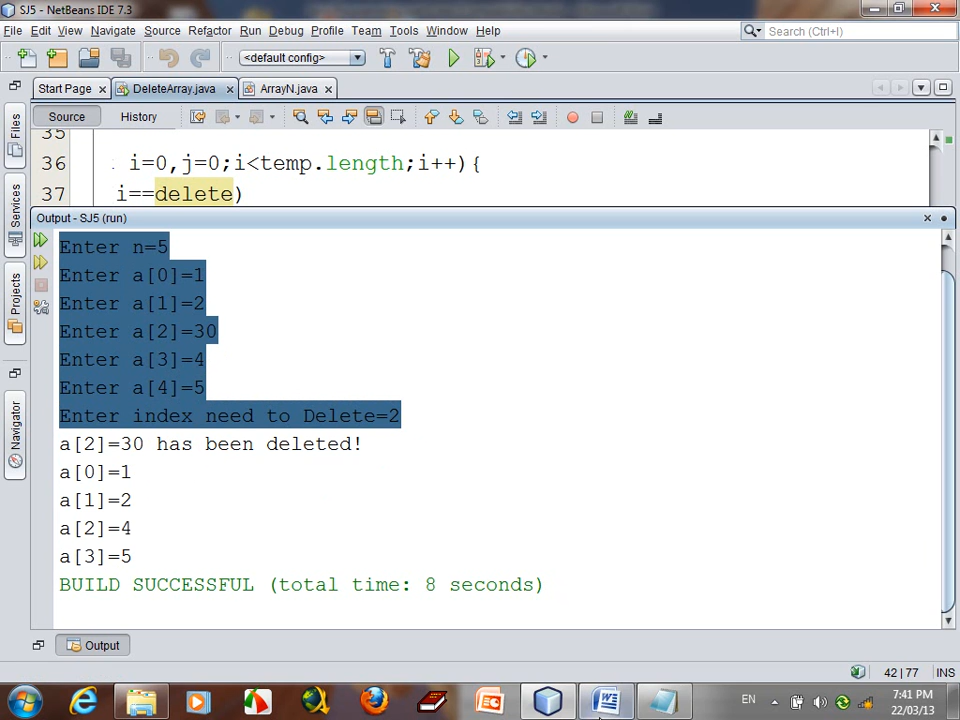 SJ5 - NetBeans IDE 7.3
File Edit View Navigate Source Refactor Run Debug Profile Team Tools Window Help
Search (Ctrl+I)
<default config>
Start Page DeleteArray.java ArrayN.java
Source History
35
36 i=0,j=0;i<temp.length;i++){
37 i==delete)
Files
Services
Projects
Navigator
Output - SJ5 (run)
Enter n=5
Enter a[0]=1
Enter a[1]=2
Enter a[2]=30
Enter a[3]=4
Enter a[4]=5
Enter index need to Delete=2
a[2]=30 has been deleted!
a[0]=1
a[1]=2
a[2]=4
a[3]=5
BUILD SUCCESSFUL (total time: 8 seconds)
Output
42|77 INS
EN
7:41 PM
22/03/13